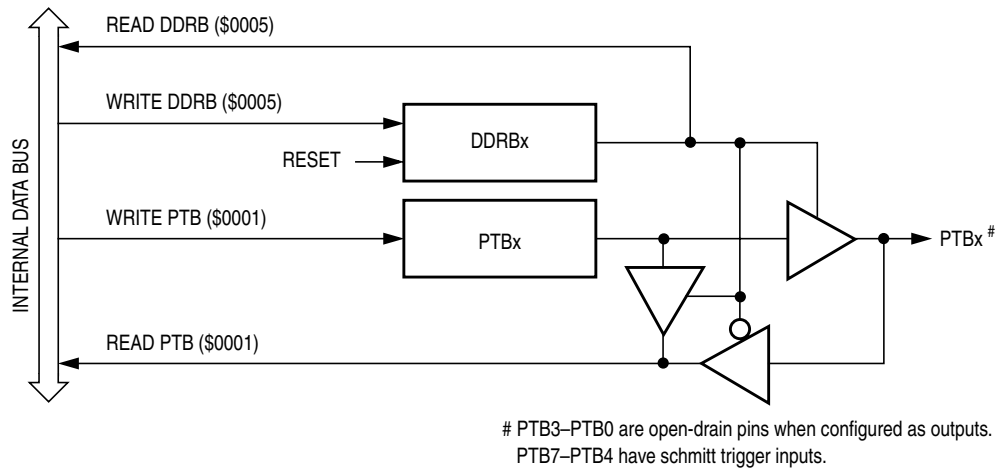 READ DDRB ($0005)
WRITE DDRB ($0005)
DDRBx
RESET
WRITE PTB ($0001)
PTBx
PTBx #
READ PTB ($0001)
INTERNAL DATA BUS
# PTB3–PTB0 are open-drain pins when configured as outputs.
PTB7–PTB4 have schmitt trigger inputs.